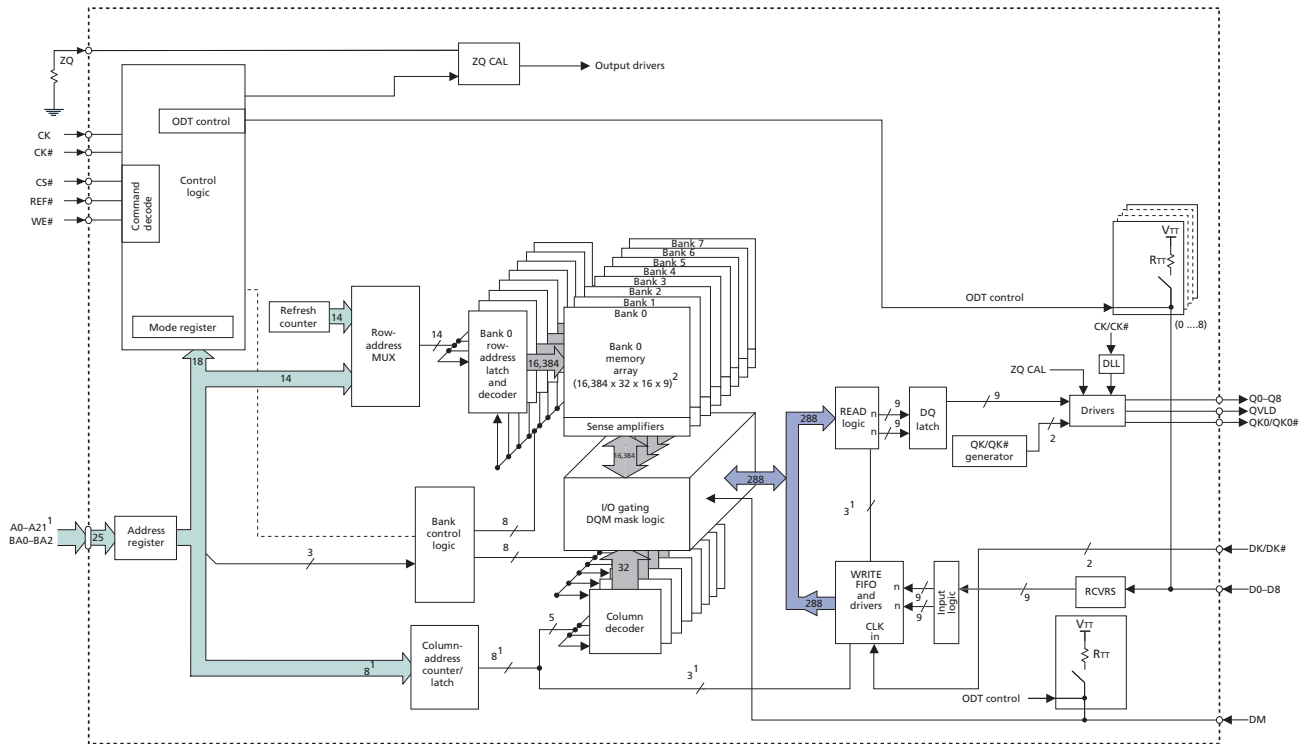 ZQ
ZQ CAL
Output drivers
ODT control
CK
CK#
CS#
REF#
WE#
Command
decode
Control
logic
Mode register
VTT
RTT
ODT control
(0 ....8)
CK/CK#
DLL
ZQ CAL
Refresh
counter
14
Row-
address
MUX
14
18
14
Bank 7
Bank 6
Bank 5
Bank 4
Bank 3
Bank 2
Bank 1
Bank 0
Bank 0
row-
address
latch
and
decoder
16,384
Bank 0
memory
array
(16,384 x 32 x 16 x 9)2
Sense amplifiers
16,384
READ
logic
n
n
9
9
DQ
latch
9
Drivers
Q0–Q8
QVLD
QK0/QK0#
QK/QK#
generator
2
288
288
I/O gating
DQM mask logic
31
A0–A211
BA0–BA2
25
Address
register
Bank
control
logic
3
8
8
32
Column
decoder
5
288
WRITE
FIFO
and
drivers
CLK
in
n
n
9
9
Input
logic
9
RCVRS
2
DK/DK#
D0–D8
VTT
RTT
ODT control
DM
Column-
address
counter/
latch
81
81
31